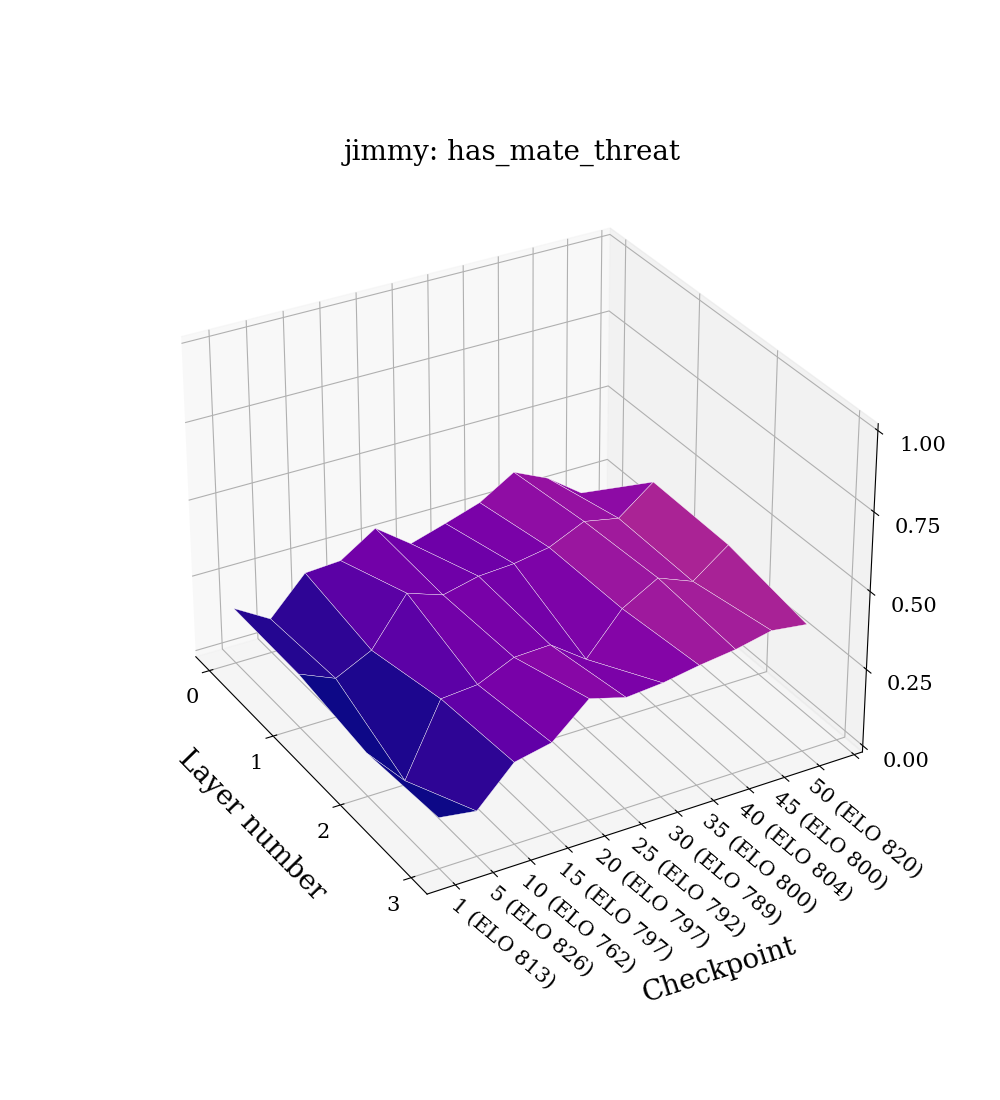 jimmy: has_mate_threat
1.00
0.75
0.50
0.25
0.00
0
1
2
3
Layer number
1 (ELO 813)
5 (ELO 826)
10 (ELO 762)
15 (ELO 797)
20 (ELO 797)
25 (ELO 792)
30 (ELO 789)
35 (ELO 800)
40 (ELO 804)
45 (ELO 800)
50 (ELO 820)
Checkpoint